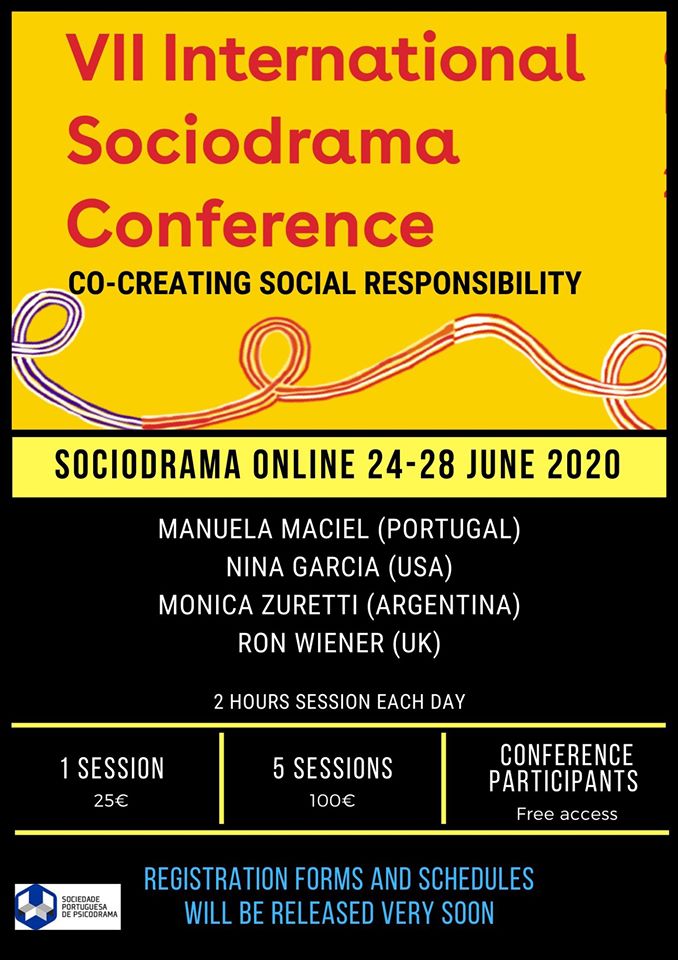 VII International
Sociodrama
Conference
CO-CREATING SOCIAL RESPONSIBILITY
SOCIODRAMA ONLINE 24-28 JUNE 2020
MANUELA MACIEL (PORTUGAL)
NINA GARCIA (USA)
MONICA ZURETTI (ARGENTINA)
RON WIENER (UK)
2 HOURS SESSION EACH DAY
1 SESSION
25€
5 SESSIONS
100€
CONFERENCE
PARTICIPANTS
Free access
REGISTRATION FORMS AND SCHEDULES
WILL BE RELEASED VERY SOON
SOCIEDADE
PORTUGUESA
DE PSICODRAMA